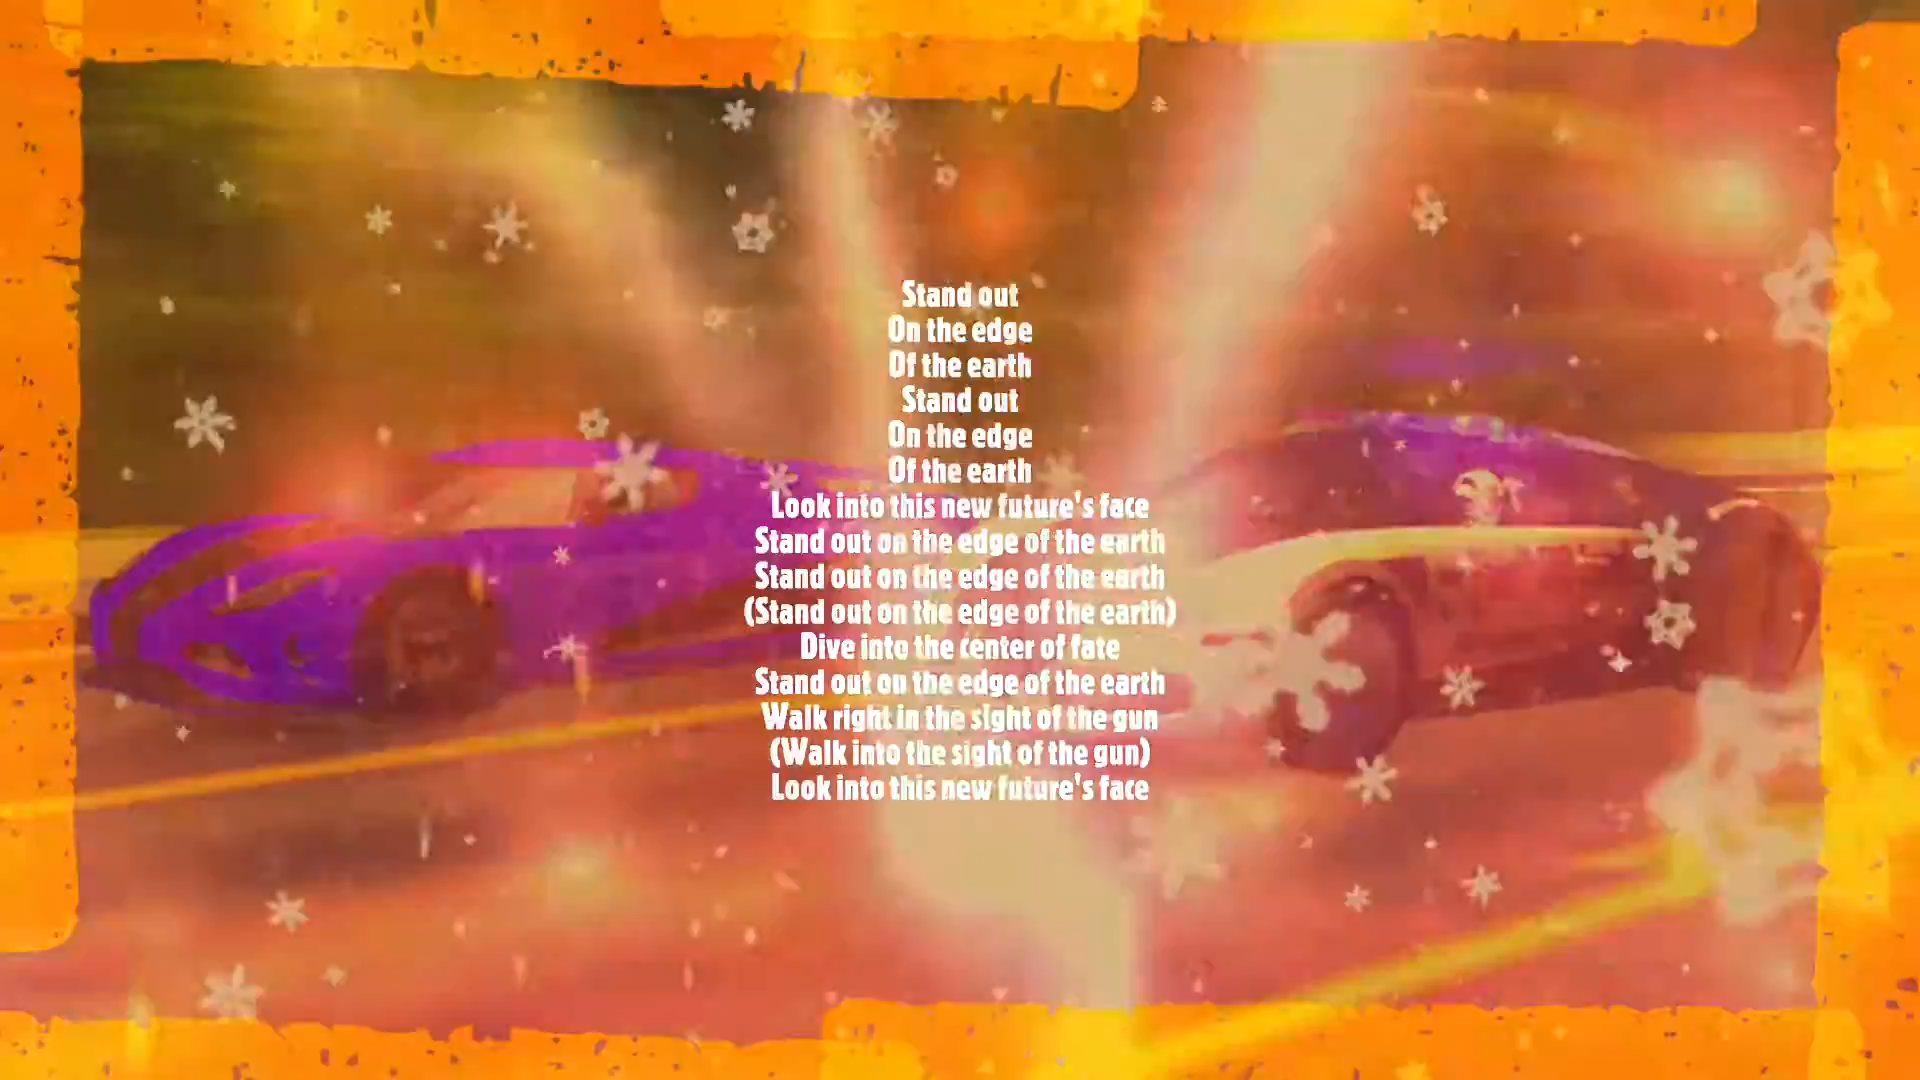 Stand out
On the edge
Of the earth
Stand out
On the edge
Of the earth
Look into this new future's face
Stand out on the edge of the earth
Stand out on the edge of the earth
(Stand out on the edge of the earth)
Dive into the center of fate
Stand out on the edge of the earth
Walk right in the sight of the gun
(Walk into the sight of the gun)
Look into this new future's face